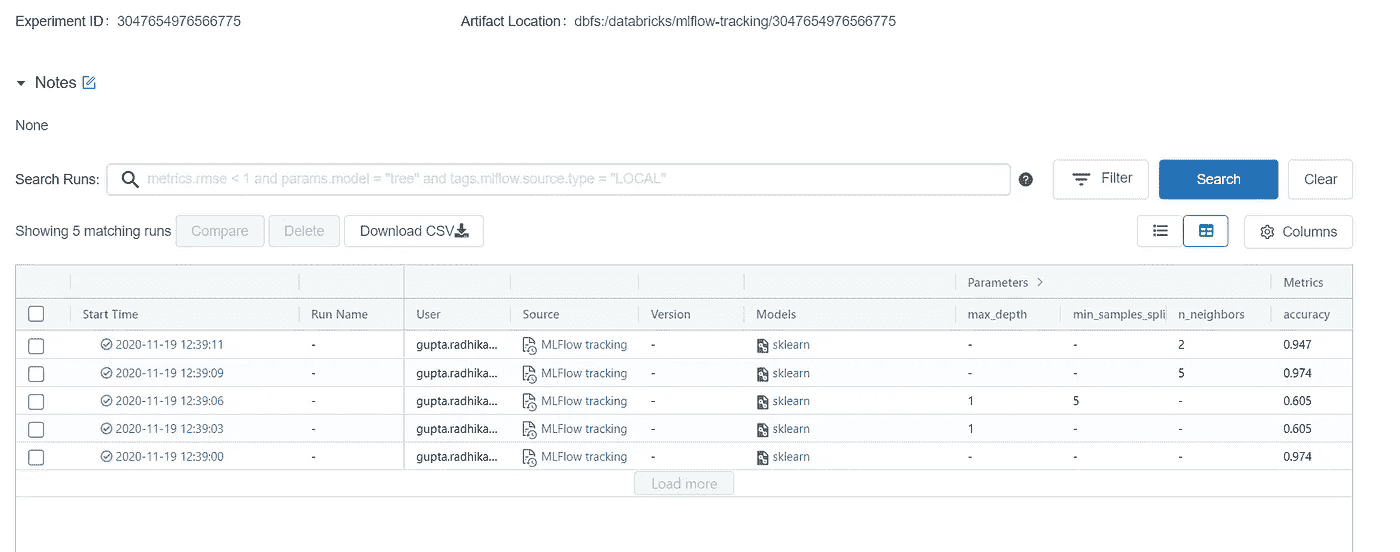 Experiment ID: 3047654976566775 Artifact Location: dbfs:/databricks/mlflow-tracking/3047654976566775
Notes
None
Search Runs: metrics.rmse < 1 and params.model = "tree" and tags.mlflow.source.type = "LOCAL" ? Filter Search Clear
Showing 5 matching runs Compare Delete Download CSV Columns
Parameters > Metrics
Start Time Run Name User Source Version Models max_depth min_samples_spli n_neighbors accuracy
2020-11-19 12:39:11 - gupta.radhika... MLFlow tracking - sklearn - - 2 0.947
2020-11-19 12:39:09 - gupta.radhika... MLFlow tracking - sklearn - - 5 0.974
2020-11-19 12:39:06 - gupta.radhika... MLFlow tracking - sklearn 1 5 - 0.605
2020-11-19 12:39:03 - gupta.radhika... MLFlow tracking - sklearn 1 - - 0.605
2020-11-19 12:39:00 - gupta.radhika... MLFlow tracking - sklearn - - - 0.974
Load more